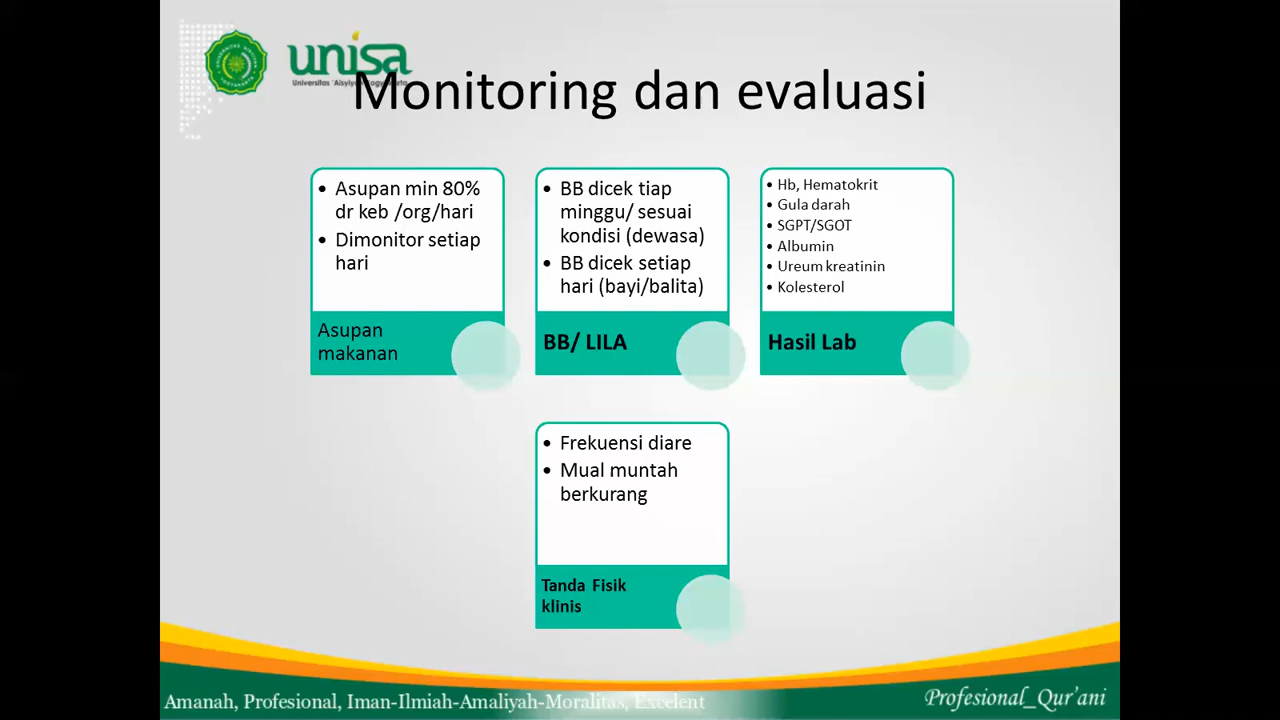 unisa
Universitas 'Aisyiyah Yogyakarta
Monitoring dan evaluasi
• Asupan min 80%
dr keb /org/hari
• Dimonitor setiap
hari
Asupan
makanan
• BB dicek tiap
minggu/ sesuai
kondisi (dewasa)
• BB dicek setiap
hari (bayi/balita)
BB/ LILA
• Hb, Hematokrit
• Gula darah
• SGPT/SGOT
• Albumin
• Ureum kreatinin
• Kolesterol
Hasil Lab
• Frekuensi diare
• Mual muntah
berkurang
Tanda Fisik
klinis
Amanah, Profesional, Iman-Ilmiah-Amaliyah-Moralitas, Excelent
Profesional_Qur'ani